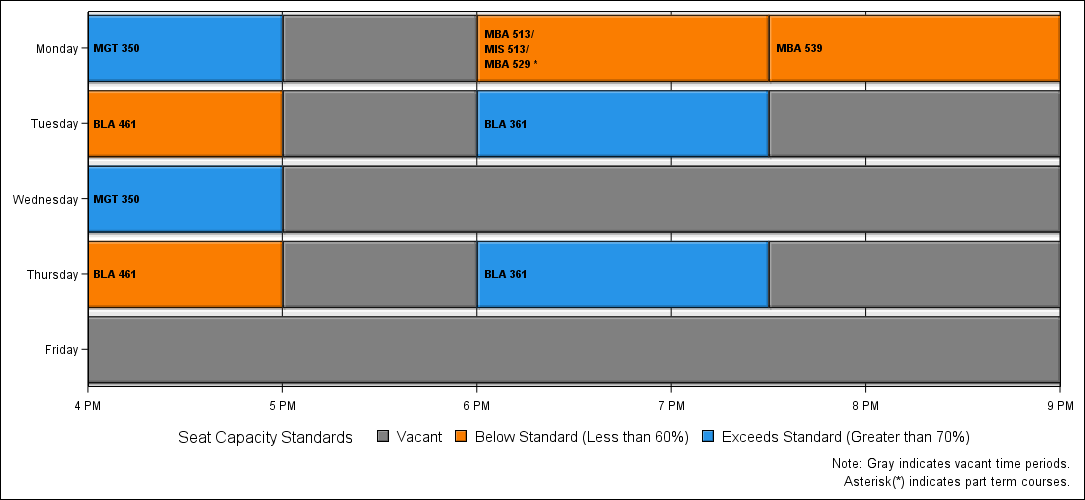 Monday
MGT 350
MBA 513/
MIS 513/
MBA 529 *
MBA 539
Tuesday
BLA 461
BLA 361
Wednesday
MGT 350
Thursday
BLA 461
BLA 361
Friday
4 PM 5 PM 6 PM 7 PM 8 PM 9 PM
Seat Capacity Standards Vacant Below Standard (Less than 60%) Exceeds Standard (Greater than 70%)
Note: Gray indicates vacant time periods.
Asterisk(*) indicates part term courses.